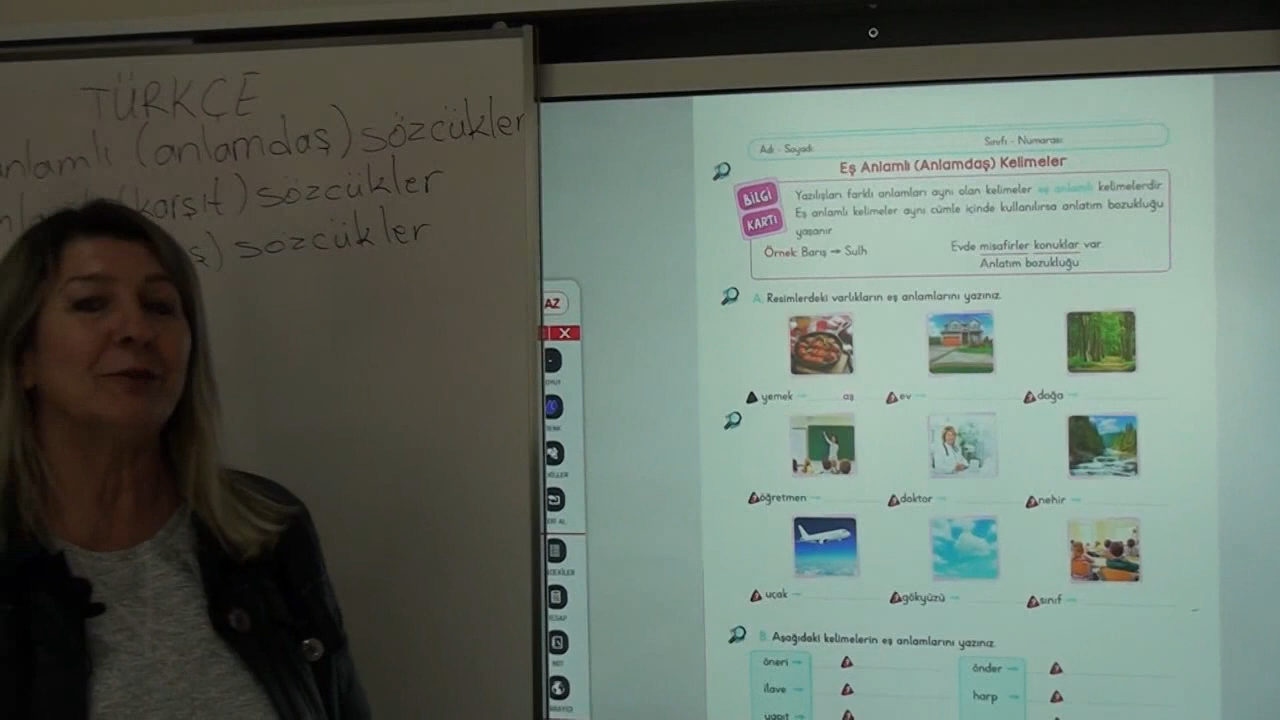 TÜRKÇE
anlamlı (anlamdaş) sözcükler
(karşıt) sözcükler
ş) sözcükler
Adı - Soyadı:
Sınıfı - Numarası:
Eş Anlamlı (Anlamdaş) Kelimeler
BİLGİ
KARTI
Yazılışları farklı anlamları aynı olan kelimeler eş anlamlı kelimelerdir.
Eş anlamlı kelimeler aynı cümle içinde kullanılırsa anlatım bozukluğu
yaşanır.
Örnek: Barış → Sulh
Evde misafirler konuklar var.
Anlatım bozukluğu
A. Resimlerdeki varlıkların eş anlamlarını yazınız.
yemek → aş
ev →
doğa →
öğretmen →
doktor →
nehir →
uçak →
gökyüzü →
sınıf →
B. Aşağıdaki kelimelerin eş anlamlarını yazınız.
öneri →
önder →
ilave →
harp →
yapıt →
AZ
X